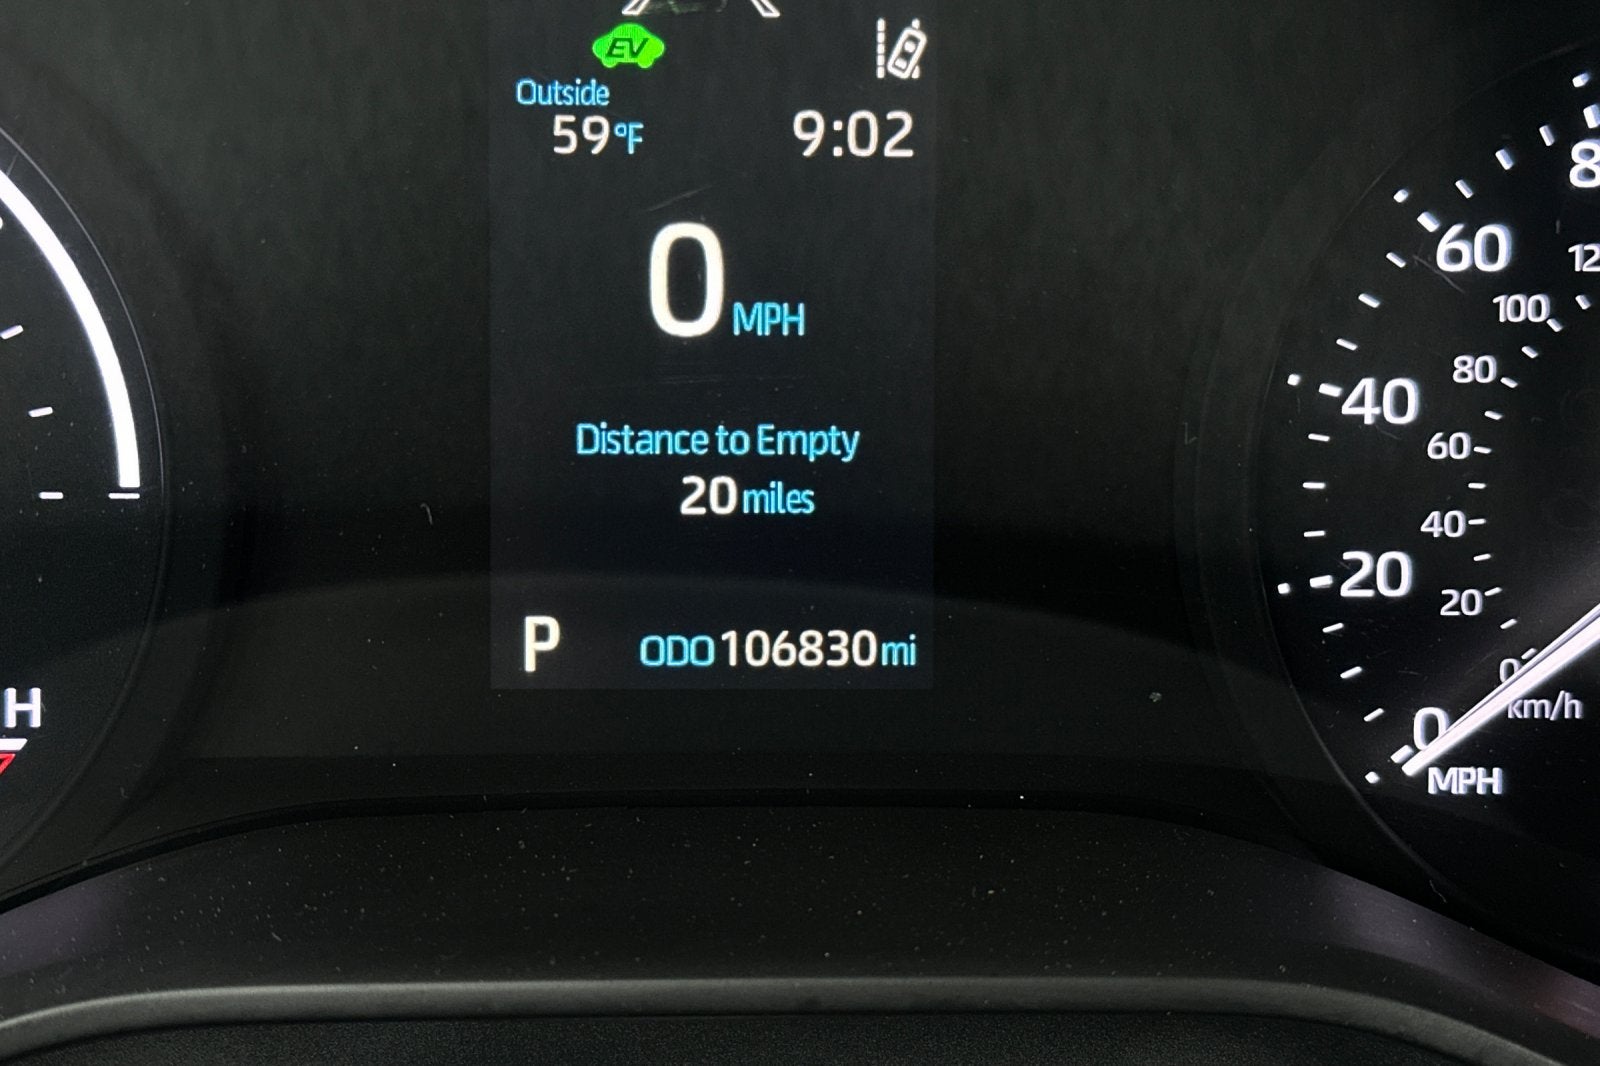 EV
Outside
59°F
9:02
0 MPH
Distance to Empty
20 miles
P
ODO 106830 mi
H
60
40
20
0
MPH
100
80
60
40
20
0
km/h